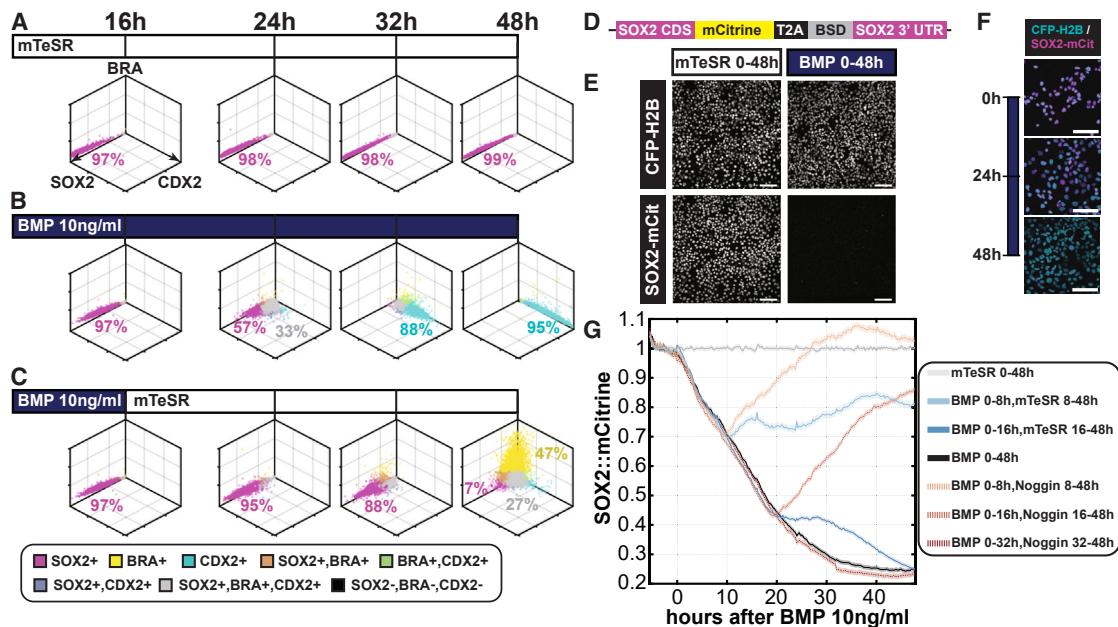 A
16h 24h 32h 48h
mTeSR
BRA
SOX2
CDX2
97%
98%
98%
99%
B
BMP 10ng/ml
97%
57%
33%
88%
95%
C
BMP 10ng/ml
mTeSR
97%
95%
88%
47%
7%
27%
SOX2+
BRA+
CDX2+
SOX2+,BRA+
BRA+,CDX2+
SOX2+,CDX2+
SOX2+,BRA+,CDX2+
SOX2-,BRA-,CDX2-
D
SOX2 CDS
mCitrine
T2A
BSD
SOX2 3' UTR
E
mTeSR 0-48h
BMP 0-48h
CFP-H2B
SOX2-mCit
F
CFP-H2B /
SOX2-mCit
0h
24h
48h
G
SOX2::mCitrine
1.1
1
0.9
0.8
0.7
0.6
0.5
0.4
0.3
0.2
0 10 20 30 40
hours after BMP 10ng/ml
mTeSR 0-48h
BMP 0-8h,mTeSR 8-48h
BMP 0-16h,mTeSR 16-48h
BMP 0-48h
BMP 0-8h,Noggin 8-48h
BMP 0-16h,Noggin 16-48h
BMP 0-32h,Noggin 32-48h